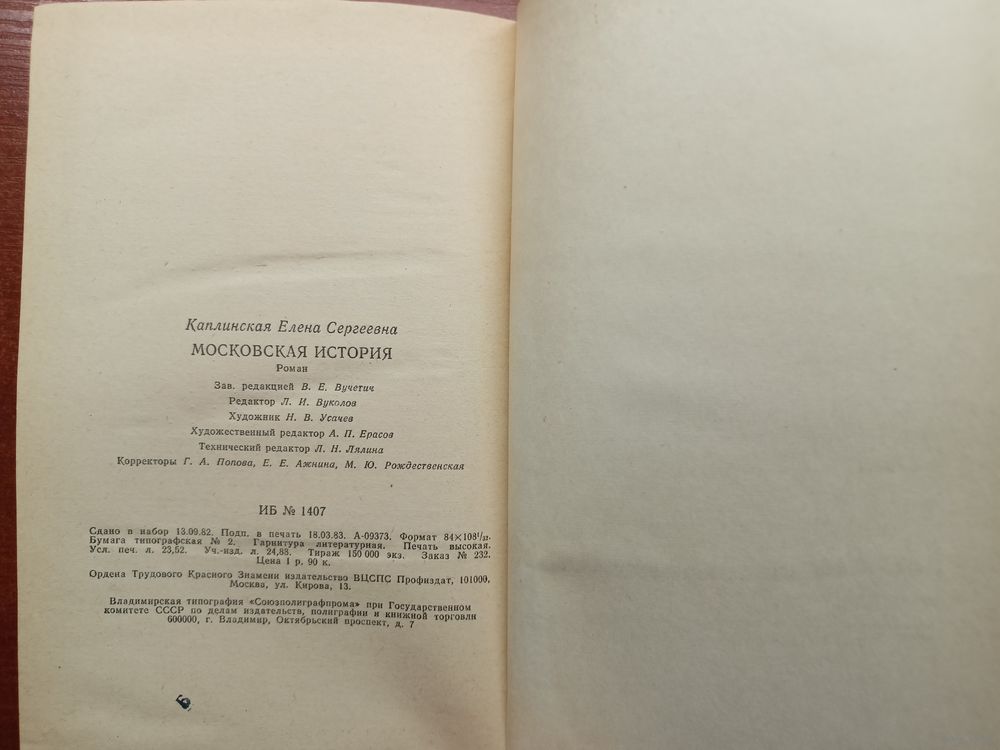 Каплинская Елена Сергеевна
МОСКОВСКАЯ ИСТОРИЯ
Роман
Зав. редакцией В. Е. Вучетич
Редактор Л. И. Вуколов
Художник Н. В. Усачев
Художественный редактор А. П. Ерасов
Технический редактор Л. Н. Лялина
Корректоры Г. А. Попова, Е. Е. Ажнина, М. Ю. Рождественская
ИБ № 1407
Сдано в набор 13.09.82. Подп. в печать 18.03.83. А-09373. Формат 84×108¹/₃₂.
Бумага типографская № 2. Гарнитура литературная. Печать высокая.
Усл. печ. л. 23,52. Уч.-изд. л. 24,83. Тираж 150 000 экз. Заказ № 232.
Цена 1 р. 90 к.
Ордена Трудового Красного Знамени издательство ВЦСПС Профиздат, 101000,
Москва, ул. Кирова, 13.
Владимирская типография «Союзполиграфпрома» при Государственном
комитете СССР по делам издательств, полиграфии и книжной торговли
600000, г. Владимир, Октябрьский проспект, д. 7
Б